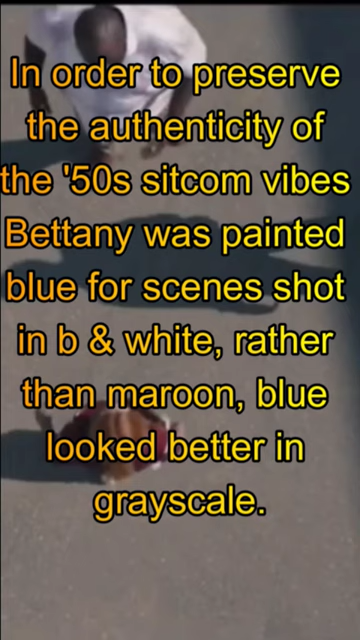 In order to preserve
the authenticity of
the '50s sitcom vibes
Bettany was painted
blue for scenes shot
in b & white, rather
than maroon, blue
looked better in
grayscale.